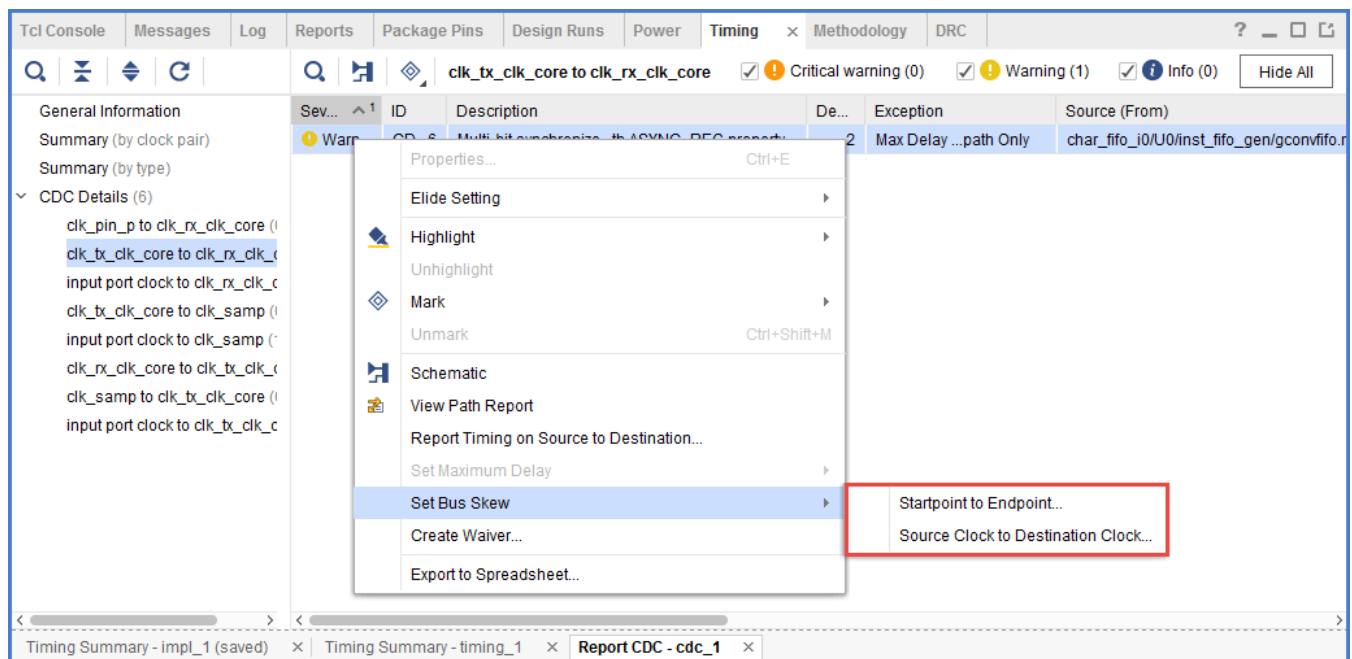 Tcl Console Messages Log Reports Package Pins Design Runs Power Timing × Methodology DRC ?
clk_tx_clk_core to clk_rx_clk_core Critical warning (0) Warning (1) Info (0) Hide All
General Information
Summary (by clock pair)
Summary (by type)
CDC Details (6)
clk_pin_p to clk_rx_clk_core (
clk_tx_clk_core to clk_rx_clk_
input port clock to clk_rx_clk_c
clk_tx_clk_core to clk_samp (
input port clock to clk_samp (
clk_rx_clk_core to clk_tx_clk_
clk_samp to clk_tx_clk_core (
input port clock to clk_tx_clk_c
Sev... 1 ID Description De... Exception Source (From)
Warn 2 Max Delay ...path Only char_fifo_i0/U0/inst_fifo_gen/gconvfifo.r
Properties... Ctrl+E
Elide Setting
Highlight
Unhighlight
Mark
Unmark Ctrl+Shift+M
Schematic
View Path Report
Report Timing on Source to Destination...
Set Maximum Delay
Set Bus Skew
Create Waiver...
Export to Spreadsheet...
Startpoint to Endpoint...
Source Clock to Destination Clock...
Timing Summary - impl_1 (saved) × Timing Summary - timing_1 × Report CDC - cdc_1 ×